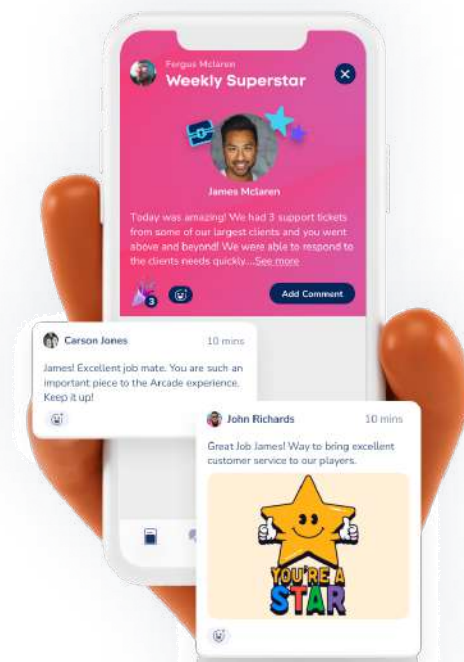 Fergus Mclaren
Weekly Superstar
James Mclaren
Today was amazing! We had 3 support tickets
from some of our largest clients and you went
above and beyond! We were able to respond to
the clients needs quickly....See more
3
Add Comment
Carson Jones
10 mins
James! Excellent job mate. You are such an
important piece to the Arcade experience.
Keep it up!
John Richards
10 mins
Great Job James! Way to bring excellent
customer service to our players.
YOU'RE A
STAR